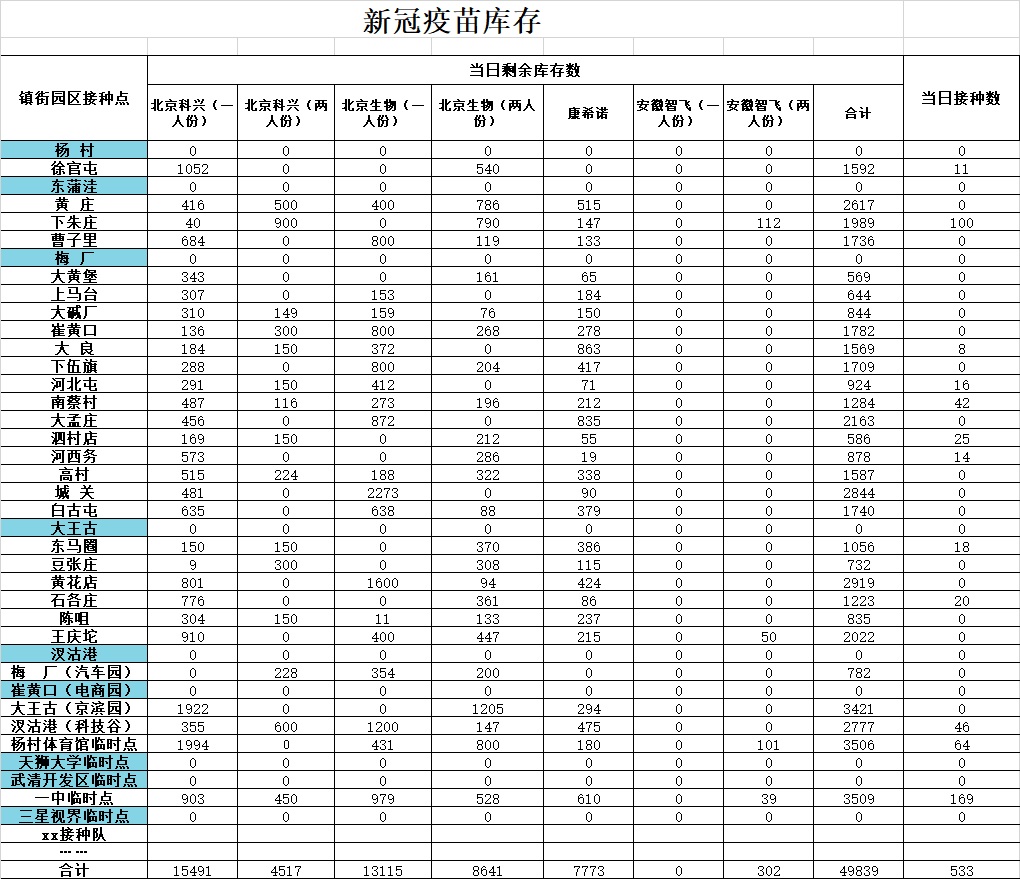 新冠疫苗库存
镇街园区接种点 当日剩余库存数 当日接种数
北京科兴（一人份） 北京科兴（两人份） 北京生物（一人份） 北京生物（两人份） 康希诺 安徽智飞（一人份） 安徽智飞（两人份） 合计
杨 村 0 0 0 0 0 0 0 0 0
徐官屯 1052 0 0 540 0 0 0 1592 11
东蒲洼 0 0 0 0 0 0 0 0 0
黄 庄 416 500 400 786 515 0 0 2617 0
下朱庄 40 900 0 790 147 0 112 1989 100
曹子里 684 0 800 119 133 0 0 1736 0
梅 厂 0 0 0 0 0 0 0 0 0
大黄堡 343 0 0 161 65 0 0 569 0
上马台 307 0 153 0 184 0 0 644 0
大碱厂 310 149 159 76 150 0 0 844 0
崔黄口 136 300 800 268 278 0 0 1782 0
大 良 184 150 372 0 863 0 0 1569 8
下伍旗 288 0 800 204 417 0 0 1709 0
河北屯 291 150 412 0 71 0 0 924 16
南蔡村 487 116 273 196 212 0 0 1284 42
大孟庄 456 0 872 0 835 0 0 2163 0
泗村店 169 150 0 212 55 0 0 586 25
河西务 573 0 0 286 19 0 0 878 14
高村 515 224 188 322 338 0 0 1587 0
城 关 481 0 2273 0 90 0 0 2844 0
白古屯 635 0 638 88 379 0 0 1740 0
大王古 0 0 0 0 0 0 0 0 0
东马圈 150 150 0 370 386 0 0 1056 18
豆张庄 9 300 0 308 115 0 0 732 0
黄花店 801 0 1600 94 424 0 0 2919 0
石各庄 776 0 0 361 86 0 0 1223 20
陈咀 304 150 11 133 237 0 0 835 0
王庆坨 910 0 400 447 215 0 50 2022 0
汊沽港 0 0 0 0 0 0 0 0 0
梅 厂（汽车园） 0 228 354 200 0 0 0 782 0
崔黄口（电商园） 0 0 0 0 0 0 0 0 0
大王古（京滨园） 1922 0 0 1205 294 0 0 3421 0
汊沽港（科技谷） 355 600 1200 147 475 0 0 2777 46
杨村体育馆临时点 1994 0 431 800 180 0 101 3506 64
天狮大学临时点 0 0 0 0 0 0 0 0 0
武清开发区临时点 0 0 0 0 0 0 0 0 0
一中临时点 903 450 979 528 610 0 39 3509 169
三星视界临时点 0 0 0 0 0 0 0 0 0
xx接种队
……
合计 15491 4517 13115 8641 7773 0 302 49839 533